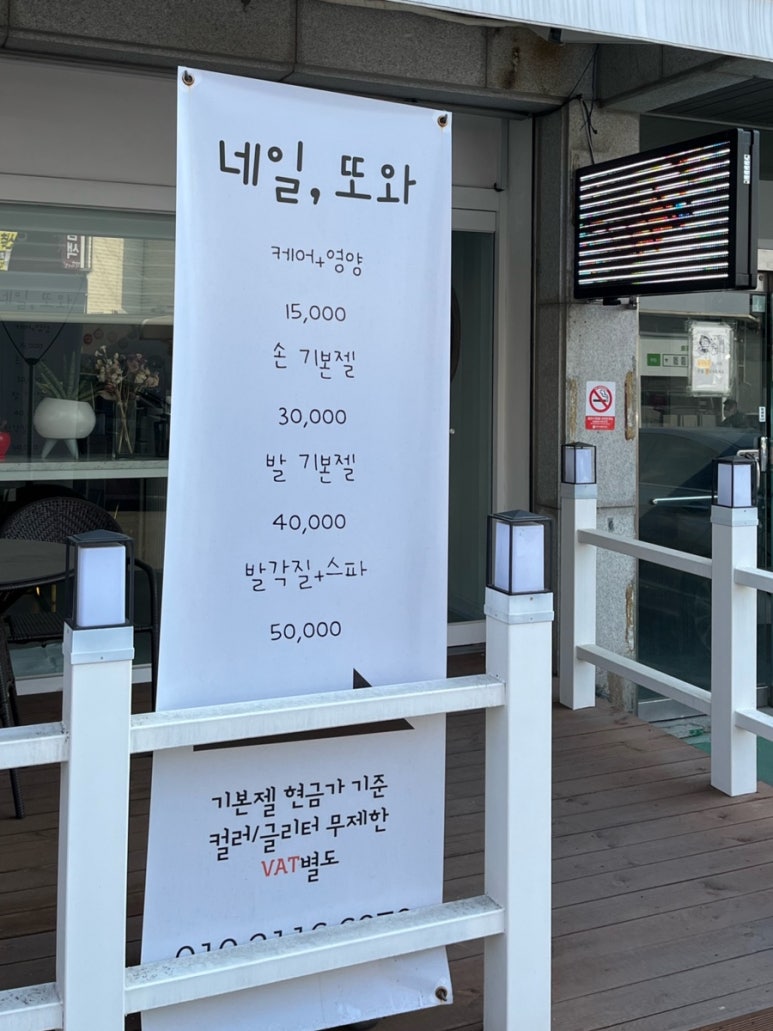 네일, 또와
케어+영양
15,000
손 기본젤
30,000
발 기본젤
40,000
발각질+스파
50,000
기본젤 현금가 기준
컬러/글리터 무제한
VAT별도